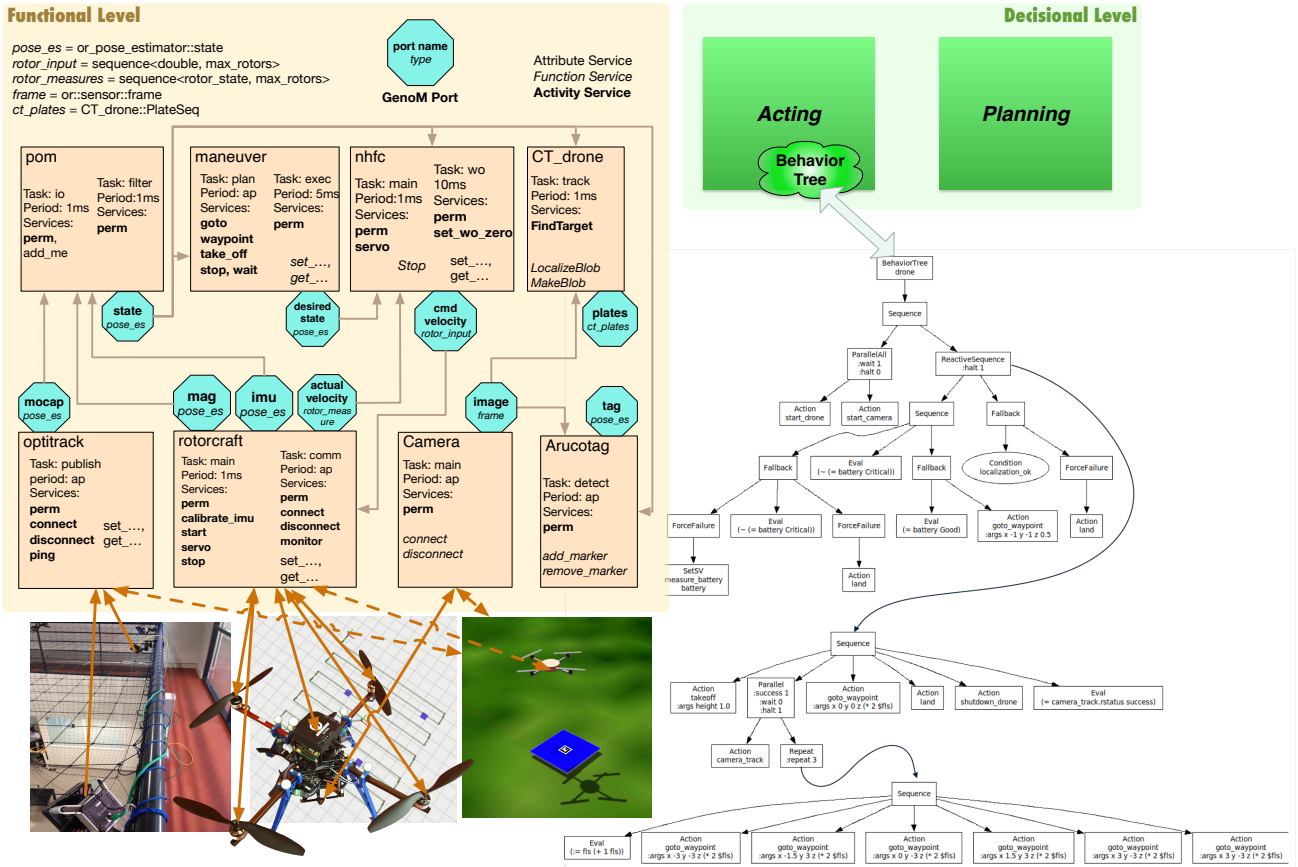 Functional Level
pose_es = or_pose_estimator::state
rotor_input = sequence<double, max_rotors>
rotor_measures = sequence<rotor_state, max_rotors>
frame = or::sensor::frame
ct_plates = CT_drone::PlateSeq
port name
type
GenoM Port
Attribute Service
Function Service
Activity Service
pom
Task: io
Period: 1ms
Services:
perm,
add_me
Task: filter
Period:1ms
Services:
perm
maneuver
Task: plan
Period: ap
Services:
goto
waypoint
take_off
stop, wait
Task: exec
Period: 5ms
Services:
perm
set_...,
get_...
nhfc
Task: main
Period:1ms
Services:
perm
servo
Stop
Task: wo
10ms
Services:
perm
set_wo_zero
set_...,
get_...
CT_drone
Task: track
Period: 1ms
Services:
FindTarget
LocalizeBlob
MakeBlob
state
pose_es
desired
state
pose_es
cmd
velocity
rotor_input
plates
ct_plates
mocap
pose_es
mag
pose_es
imu
pose_es
actual
velocity
rotor_meas
ure
image
frame
tag
pose_es
optitrack
Task: publish
period: ap
Services:
perm
connect
disconnect
ping
set_...,
get_...
rotorcraft
Task: main
Period: 1ms
Services:
perm
calibrate_imu
start
servo
stop
Task: comm
Period: ap
Services:
perm
connect
disconnect
monitor
set_...,
get_...
Camera
Task: main
Period: ap
Services:
perm
connect
disconnect
Arucotag
Task: detect
Period: ap
Services:
perm
add_marker
remove_marker
Decisional Level
Acting
Behavior
Tree
Planning
BehaviorTree
drone
Sequence
ParallelAll
:wait 1
:halt 0
ReactiveSequence
:halt 1
Action
start_drone
Action
start_camera
Sequence
Fallback
Fallback
Eval
(~ (= battery Critical))
Fallback
Condition
localization_ok
ForceFailure
ForceFailure
Eval
(~ (= battery Critical))
ForceFailure
Eval
(= battery Good)
Action
goto_waypoint
:args x -1 y -1 z 0.5
Action
land
SetSV
measure_battery
battery
Action
land
Sequence
Action
takeoff
:args height 1.0
Parallel
:success 1
:wait 0
:halt 1
Action
goto_waypoint
:args x 0 y 0 z (* 2 $fls)
Action
land
Action
shutdown_drone
Eval
(= camera_track.rstatus success)
Action
camera_track
Repeat
:repeat 3
Sequence
Eval
(:= fls (+ 1 fls))
Action
goto_waypoint
:args x -3 y -3 z (* 2 $fls)
Action
goto_waypoint
:args x -1.5 y 3 z (* 2 $fls)
Action
goto_waypoint
:args x 0 y -3 z (* 2 $fls)
Action
goto_waypoint
:args x 1.5 y 3 z (* 2 $fls)
Action
goto_waypoint
:args x 3 y -3 z (* 2 $fls)
Action
goto_waypoint
:args x 3 y -3 z (* 2 $fls)